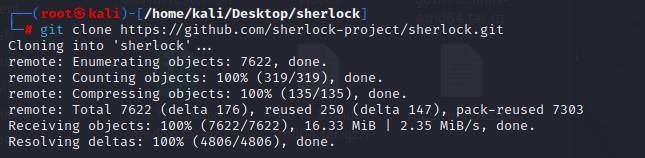 ┌──(root㉿kali)-[/home/kali/Desktop/sherlock]
└─# git clone https://github.com/sherlock-project/sherlock.git
Cloning into 'sherlock'...
remote: Enumerating objects: 7622, done.
remote: Counting objects: 100% (319/319), done.
remote: Compressing objects: 100% (135/135), done.
remote: Total 7622 (delta 176), reused 250 (delta 147), pack-reused 7303
Receiving objects: 100% (7622/7622), 16.33 MiB | 2.35 MiB/s, done.
Resolving deltas: 100% (4806/4806), done.